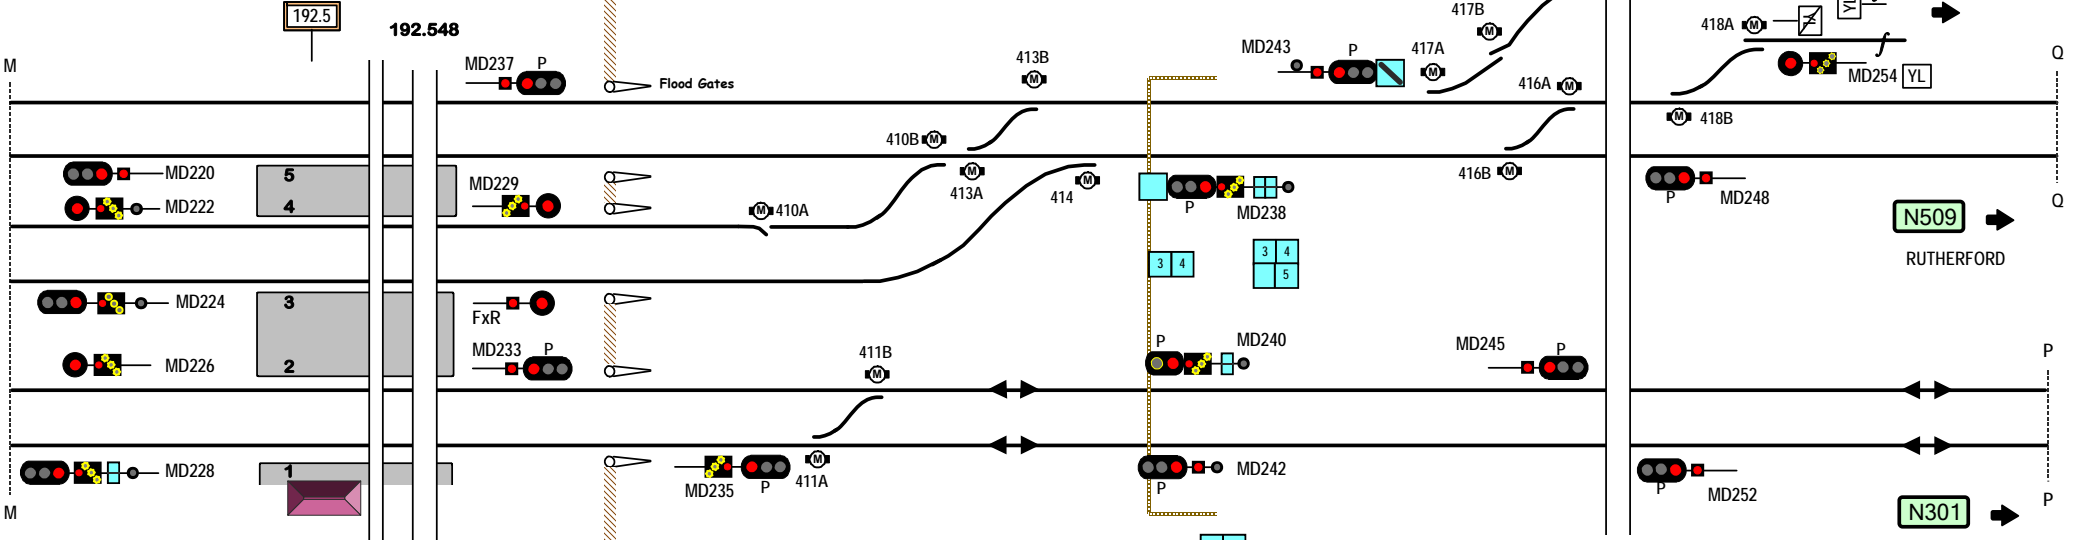 192.5
192.548
M
MD237 P
Flood Gates
413B
410B
413A
414
MD243 P
417A
417B
416A
416B
418A
YL
MD254 YL
418B
Q
Q
MD220
MD222
5
4
MD229
M 410A
P
MD238
P
MD248
N509
RUTHERFORD
3 4
3 4
5
MD224
3
FxR
MD226
2
MD233 P
411B
P
MD240
MD245 P
P
MD228
1
MD235 P
411A
P
MD242
P
MD252
N301
P
M